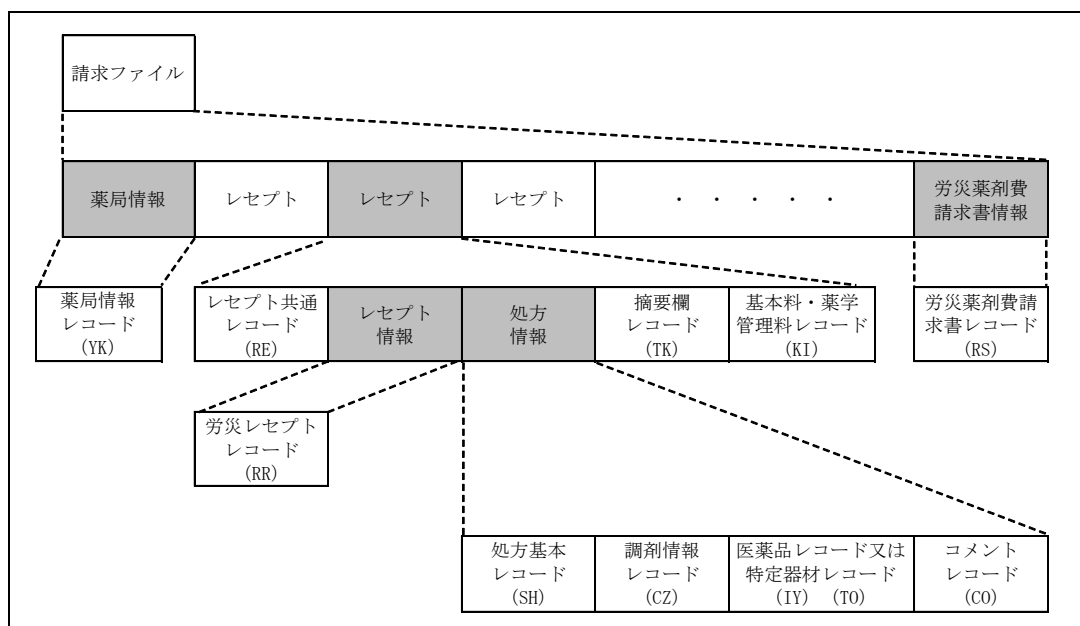 請求ファイル
薬局情報
レセプト
レセプト
レセプト
・ ・ ・ ・ ・
労災薬剤費
請求書情報
薬局情報
レコード
(YK)
レセプト共通
レコード
(RE)
レセプト
情報
処方
情報
摘要欄
レコード
(TK)
基本料・薬学
管理料レコード
(KI)
労災薬剤費請
求書レコード
(RS)
労災レセプト
レコード
(RR)
処方基本
レコード
(SH)
調剤情報
レコード
(CZ)
医薬品レコード又は
特定器材レコード
(IY) (TO)
コメント
レコード
(CO)